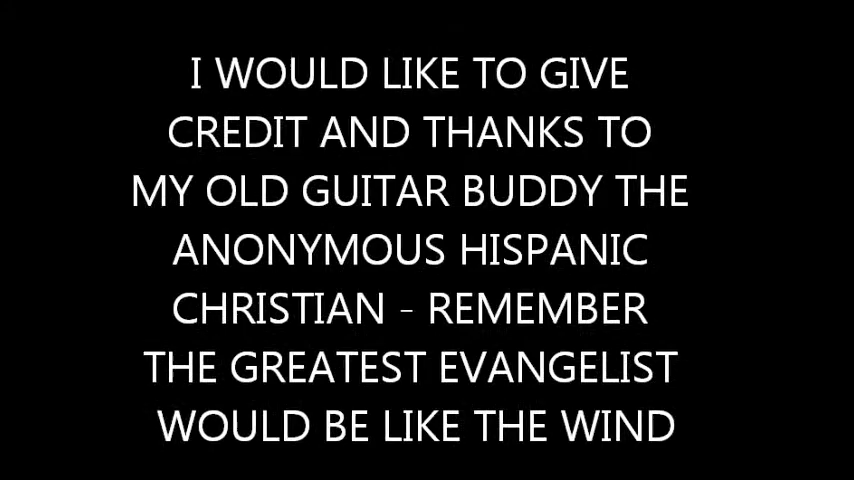 I WOULD LIKE TO GIVE
CREDIT AND THANKS TO
MY OLD GUITAR BUDDY THE
ANONYMOUS HISPANIC
CHRISTIAN - REMEMBER
THE GREATEST EVANGELIST
WOULD BE LIKE THE WIND